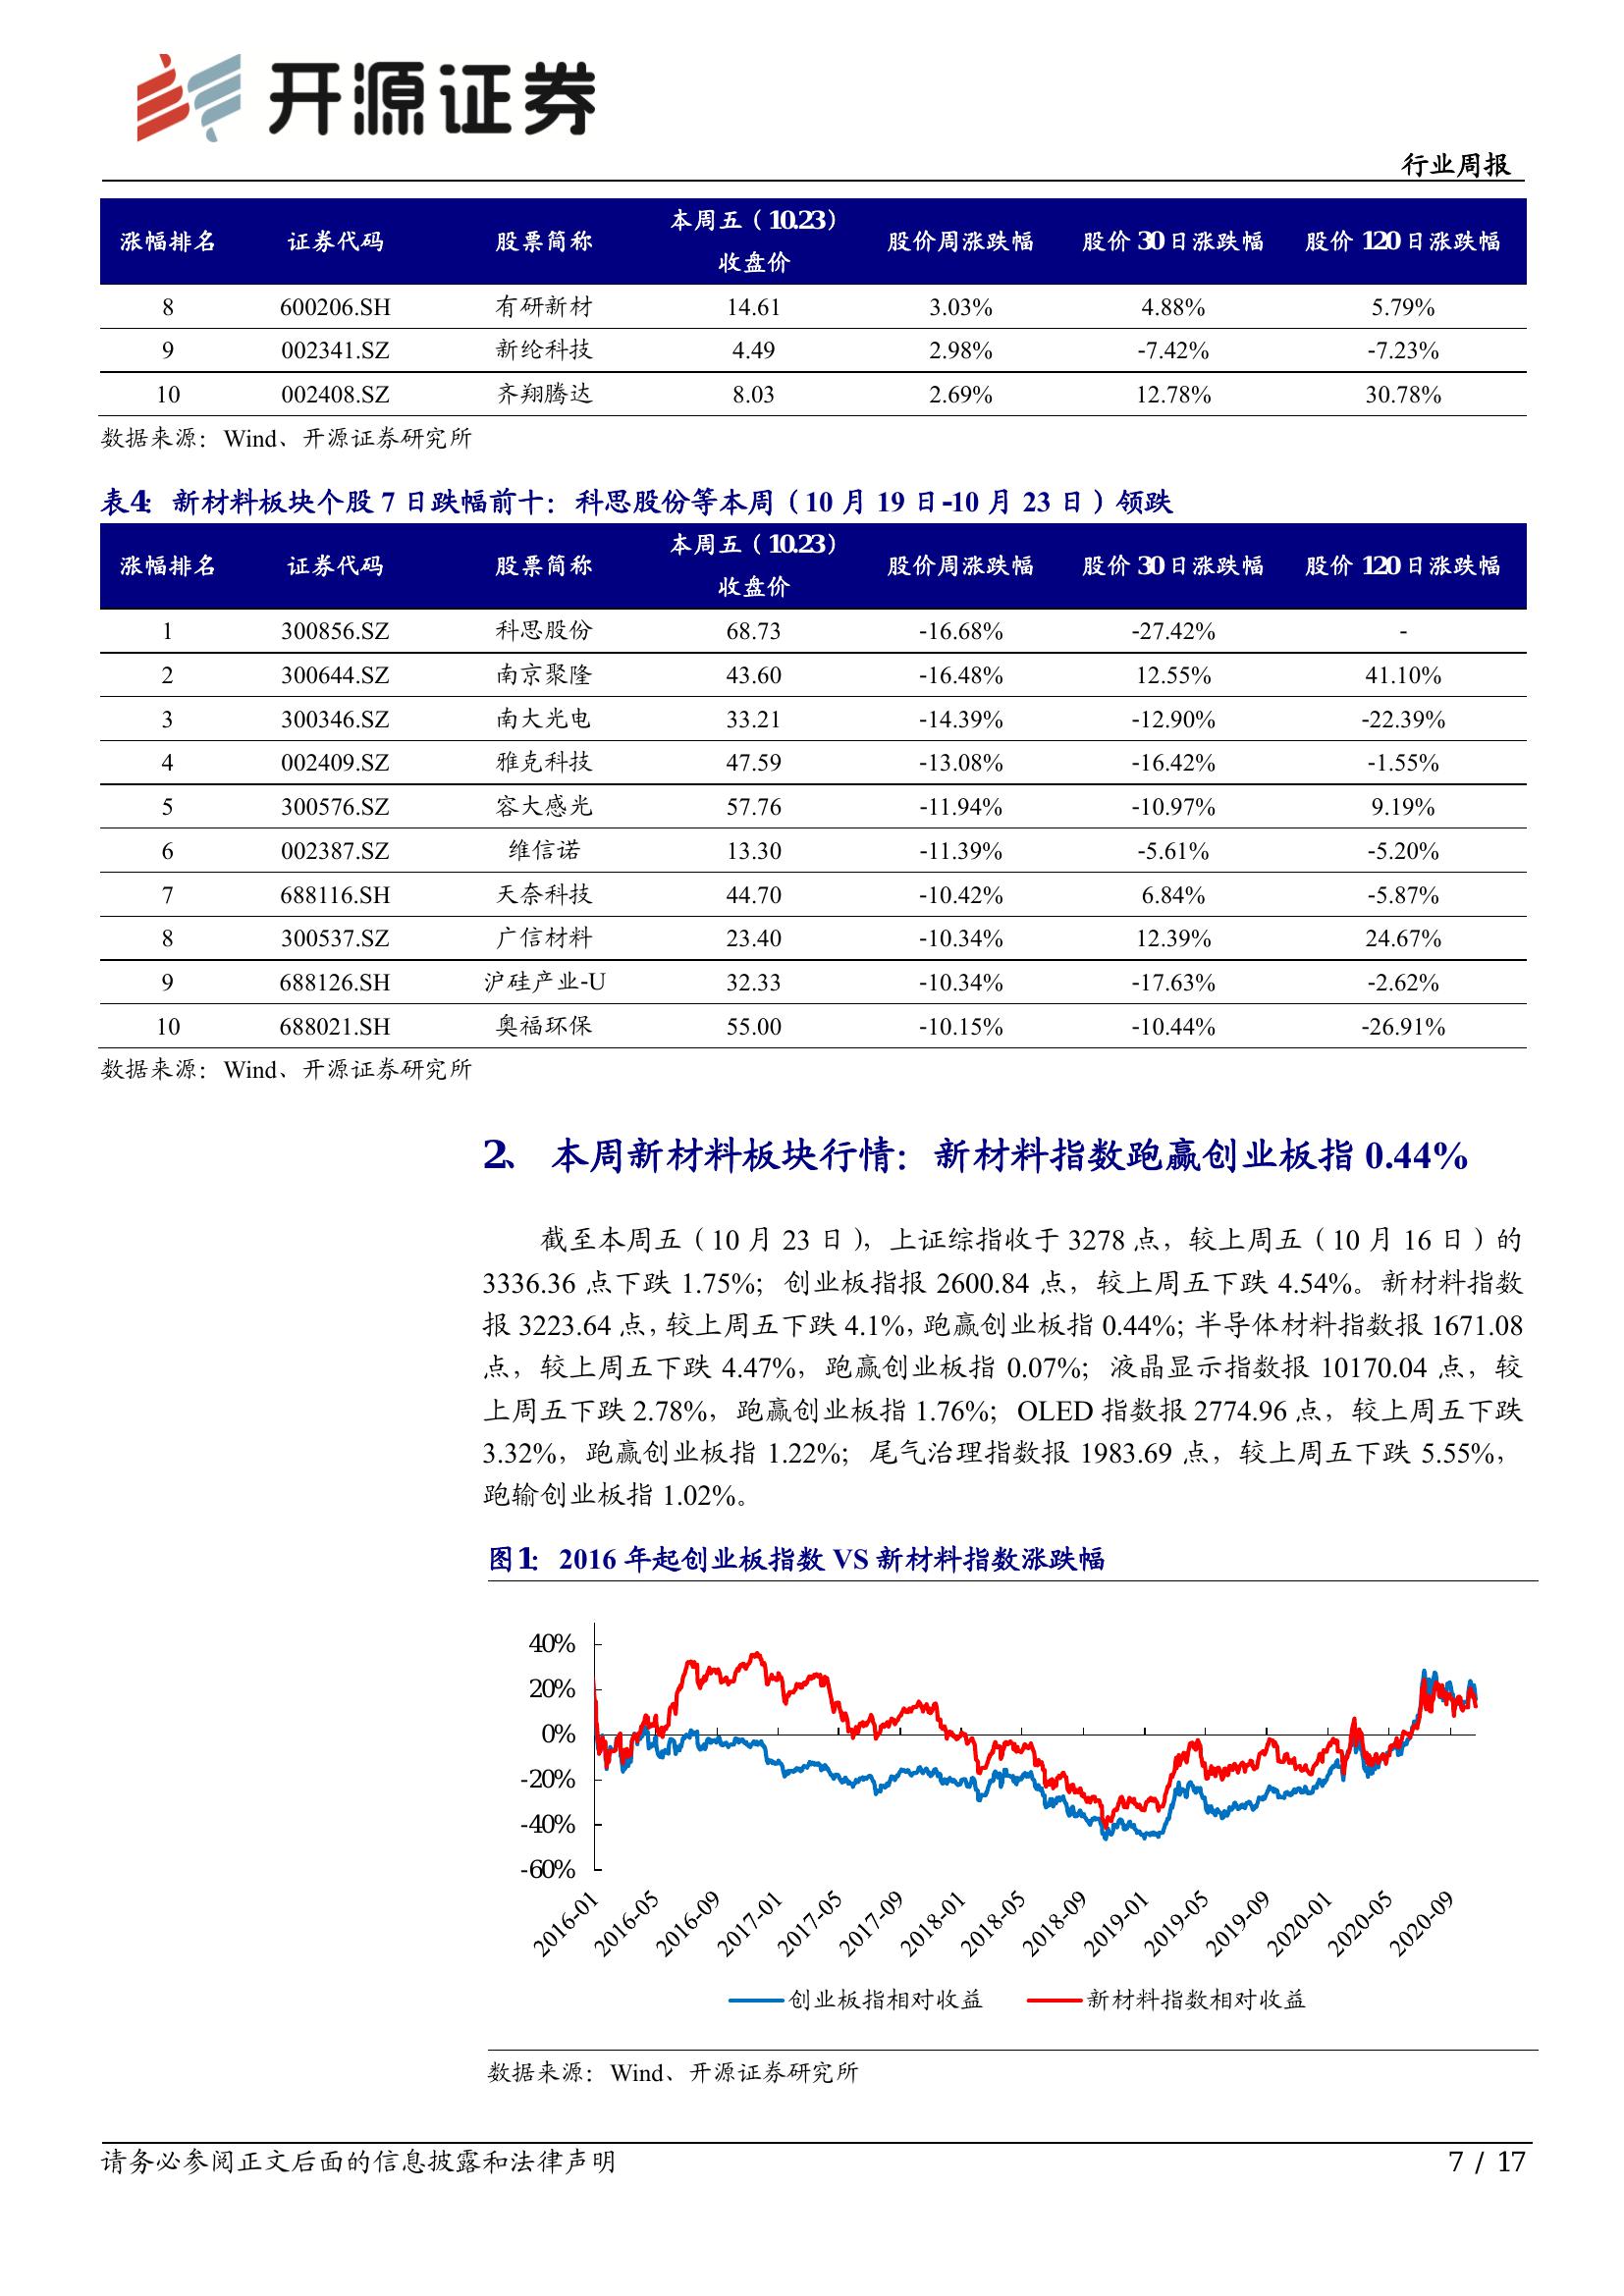 开源证券
行业周报
涨幅排名 证券代码 股票简称 本周五（10.23）收盘价 股价周涨跌幅 股价 30 日涨跌幅 股价 120 日涨跌幅
8 600206.SH 有研新材 14.61 3.03% 4.88% 5.79%
9 002341.SZ 新纶科技 4.49 2.98% -7.42% -7.23%
10 002408.SZ 齐翔腾达 8.03 2.69% 12.78% 30.78%
数据来源：Wind、开源证券研究所
表4：新材料板块个股 7 日跌幅前十：科思股份等本周（10 月 19 日-10 月 23 日）领跌
涨幅排名 证券代码 股票简称 本周五（10.23）收盘价 股价周涨跌幅 股价 30 日涨跌幅 股价 120 日涨跌幅
1 300856.SZ 科思股份 68.73 -16.68% -27.42% -
2 300644.SZ 南京聚隆 43.60 -16.48% 12.55% 41.10%
3 300346.SZ 南大光电 33.21 -14.39% -12.90% -22.39%
4 002409.SZ 雅克科技 47.59 -13.08% -16.42% -1.55%
5 300576.SZ 容大感光 57.76 -11.94% -10.97% 9.19%
6 002387.SZ 维信诺 13.30 -11.39% -5.61% -5.20%
7 688116.SH 天奈科技 44.70 -10.42% 6.84% -5.87%
8 300537.SZ 广信材料 23.40 -10.34% 12.39% 24.67%
9 688126.SH 沪硅产业-U 32.33 -10.34% -17.63% -2.62%
10 688021.SH 奥福环保 55.00 -10.15% -10.44% -26.91%
数据来源：Wind、开源证券研究所
2、 本周新材料板块行情：新材料指数跑赢创业板指 0.44%
截至本周五（10 月 23 日），上证综指收于 3278 点，较上周五（10 月 16 日）的
3336.36 点下跌 1.75%；创业板指报 2600.84 点，较上周五下跌 4.54%。新材料指数
报 3223.64 点，较上周五下跌 4.1%，跑赢创业板指 0.44%；半导体材料指数报 1671.08
点，较上周五下跌 4.47%，跑赢创业板指 0.07%；液晶显示指数报 10170.04 点，较
上周五下跌 2.78%，跑赢创业板指 1.76%；OLED 指数报 2774.96 点，较上周五下跌
3.32%，跑赢创业板指 1.22%；尾气治理指数报 1983.69 点，较上周五下跌 5.55%，
跑输创业板指 1.02%。
图1：2016 年起创业板指数 VS 新材料指数涨跌幅
40%
20%
0%
-20%
-40%
-60%
2016-01 2016-05 2016-09 2017-01 2017-05 2017-09 2018-01 2018-05 2018-09 2019-01 2019-05 2019-09 2020-01 2020-05 2020-09
创业板指相对收益 新材料指数相对收益
数据来源：Wind、开源证券研究所
请务必参阅正文后面的信息披露和法律声明 7 / 17